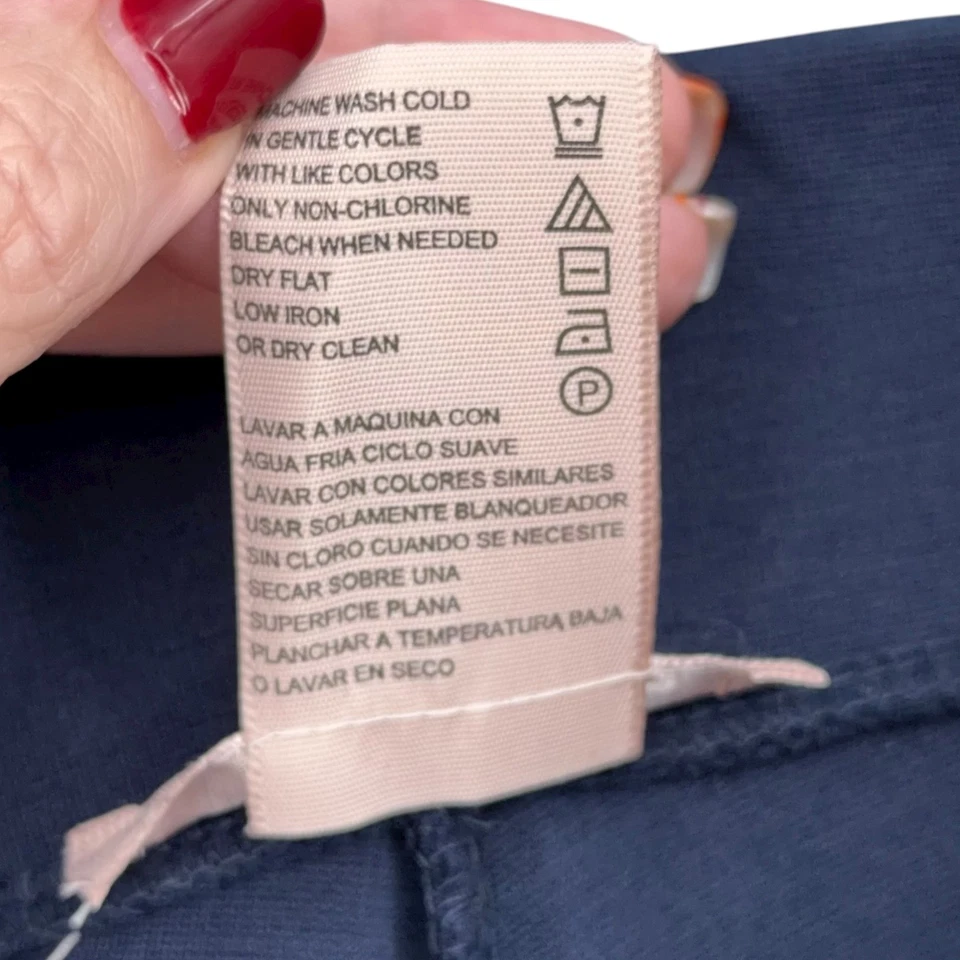 MACHINE WASH COLD
IN GENTLE CYCLE
WITH LIKE COLORS
ONLY NON-CHLORINE
BLEACH WHEN NEEDED
DRY FLAT
LOW IRON
OR DRY CLEAN
P
LAVAR A MAQUINA CON
AGUA FRIA CICLO SUAVE
LAVAR CON COLORES SIMILARES
USAR SOLAMENTE BLANQUEADOR
SIN CLORO CUANDO SE NECESITE
SECAR SOBRE UNA
SUPERFICIE PLANA
PLANCHAR A TEMPERATURA BAJA
O LAVAR EN SECO